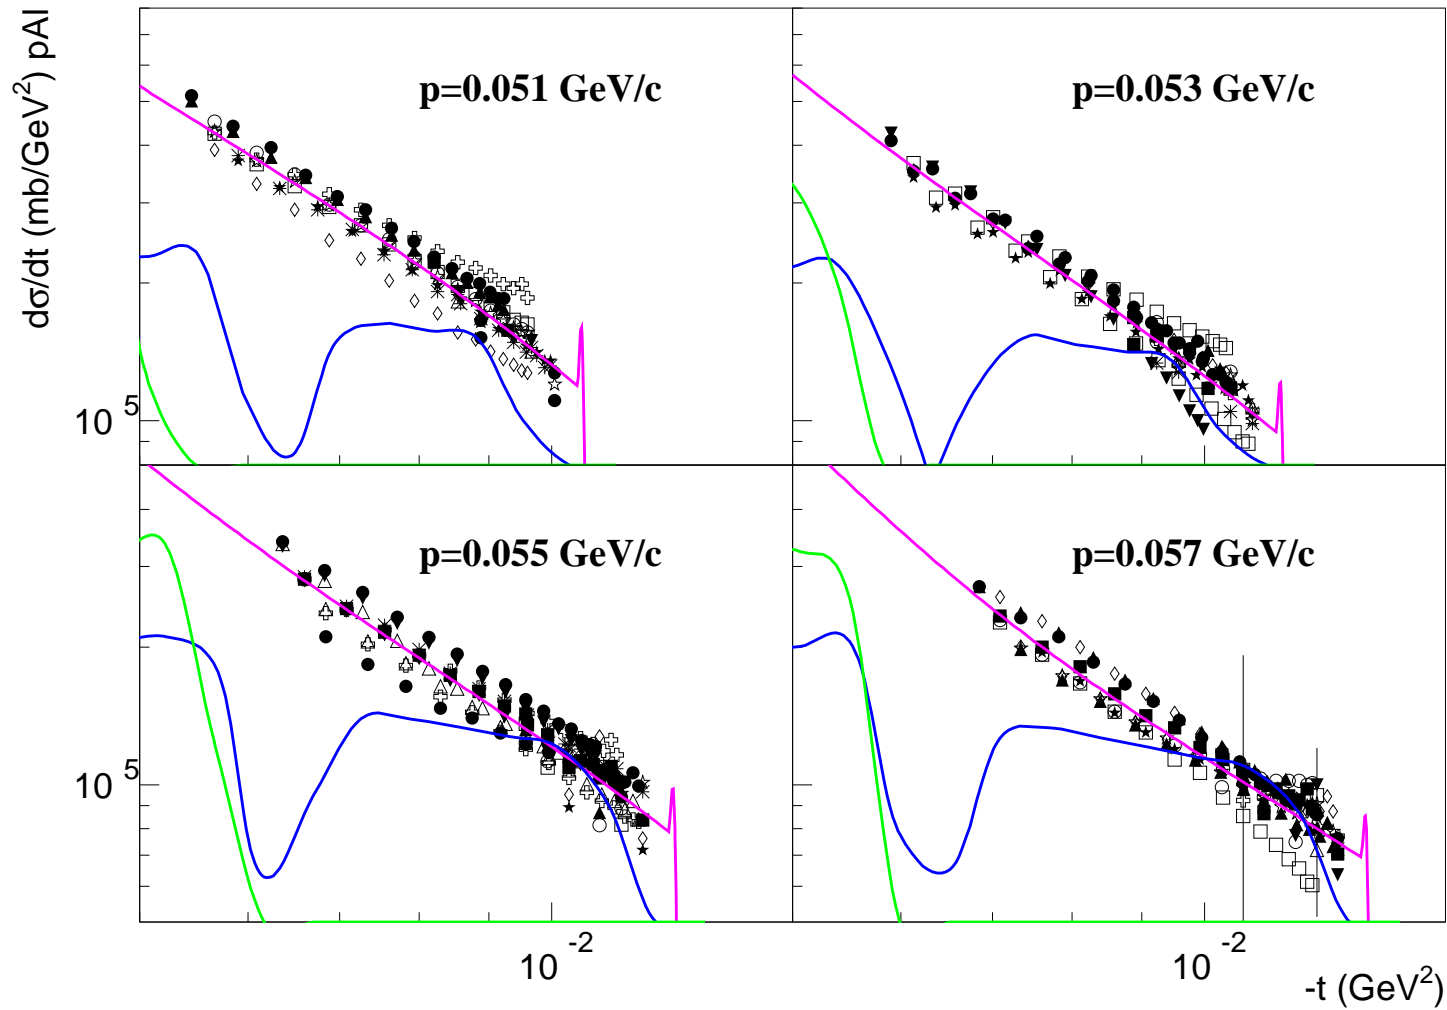 dσ/dt (mb/GeV²) pAl
p=0.051 GeV/c
p=0.053 GeV/c
10⁵
p=0.055 GeV/c
p=0.057 GeV/c
10⁵
10⁻²
10⁻²
-t (GeV²)